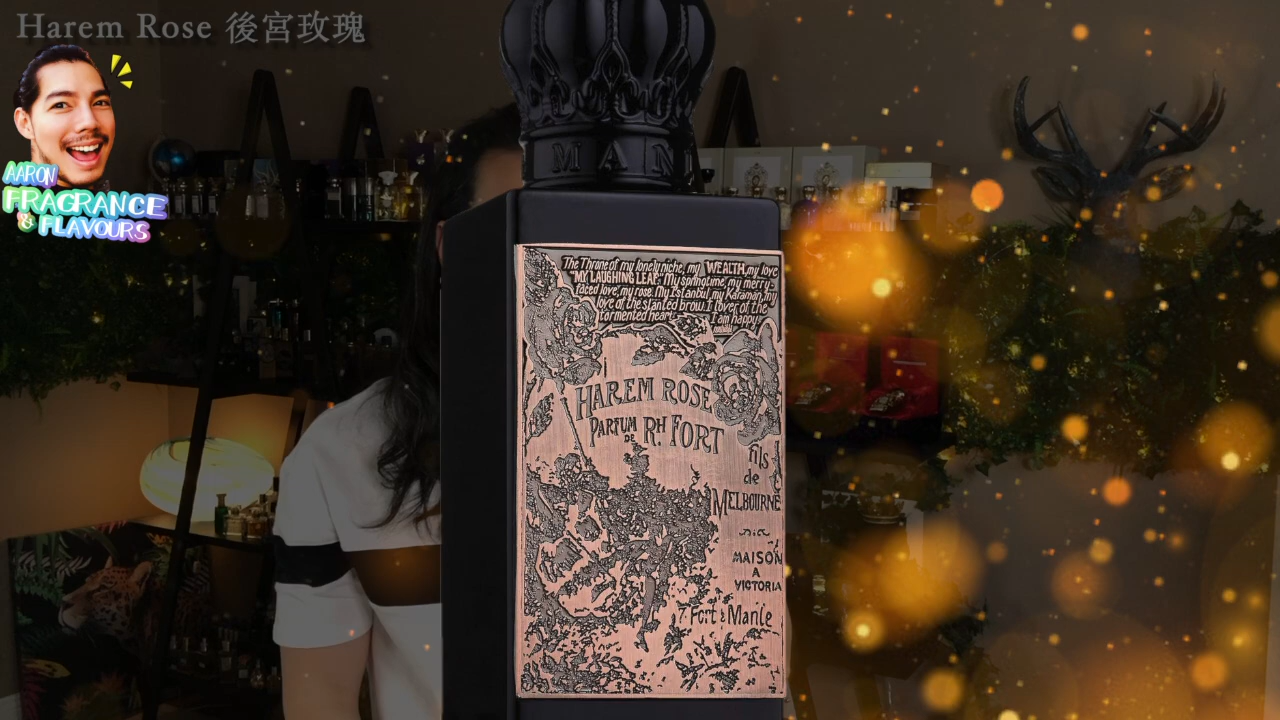 Harem Rose 後宮玫瑰
AARON
FRAGRANCE
& FLAVOURS
MAN
The Throne of my lonely niche, my WEALTH, my love
MY LAUGHING LEAF. My springtime, my merry-
faced love, my rose. My Istanbul, my Karaman, my
love of the slanted brow. I lover of the
tormented heart. I am happy
HAREM ROSE
PARFUM
DE
RH FORT
fils
de
MELBOURNE
MAISON
A
VICTORIA
Fort & Manlé